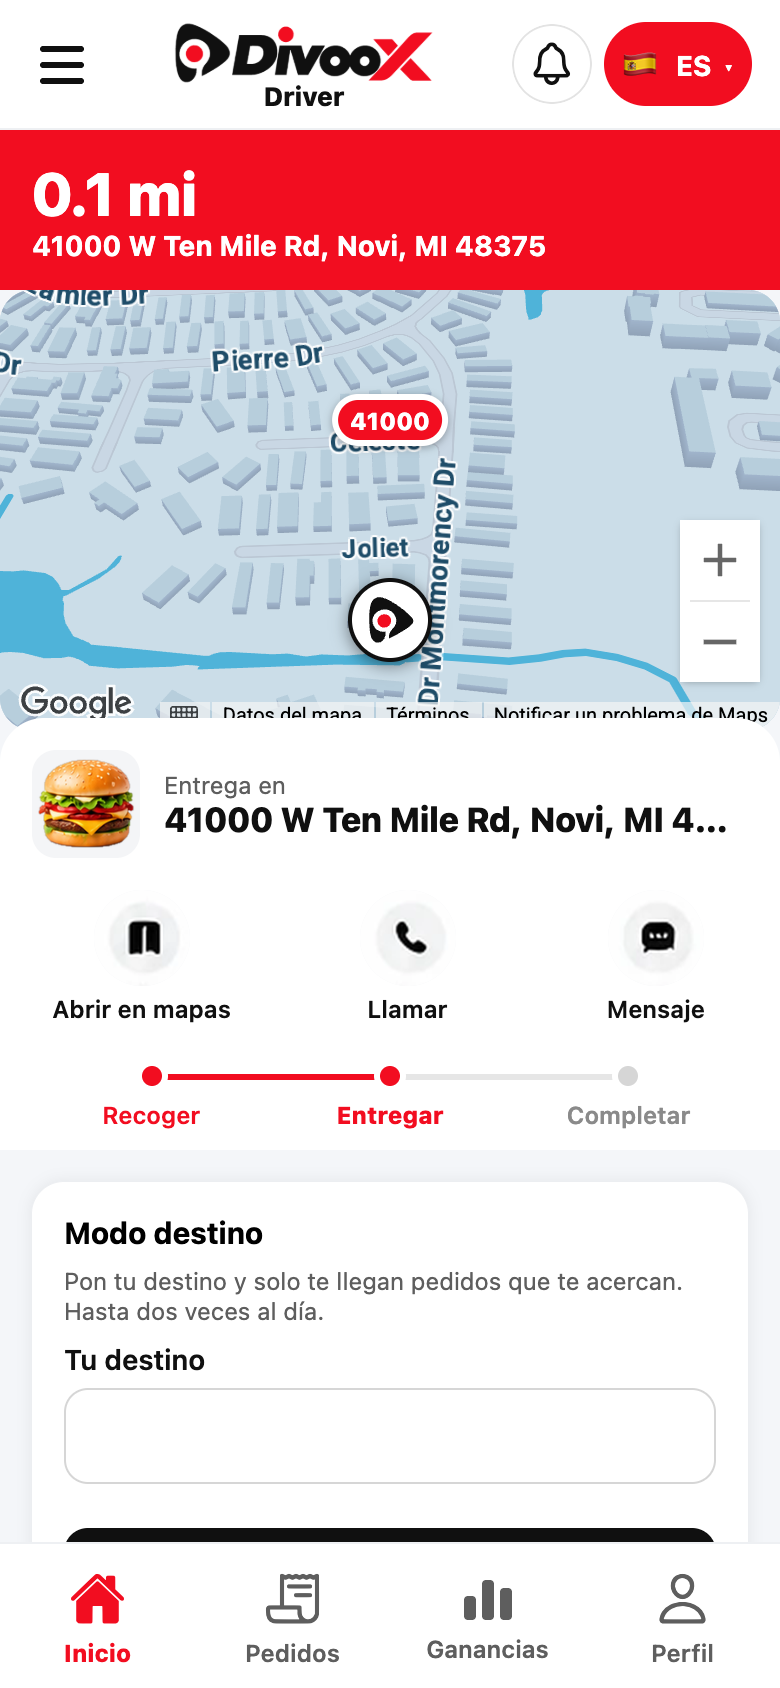 DivooX
Driver
ES
0.1 mi
41000 W Ten Mile Rd, Novi, MI 48375
Dr
Pierre Dr
Dr
41000
Joliet
Dr Montmorency Dr
Google
Datos del mapa
Términos
Notificar un problema de Maps
Entrega en
41000 W Ten Mile Rd, Novi, MI 4...
Abrir en mapas
Llamar
Mensaje
Recoger
Entregar
Completar
Modo destino
Pon tu destino y solo te llegan pedidos que te acercan.
Hasta dos veces al día.
Tu destino
Inicio
Pedidos
Ganancias
Perfil